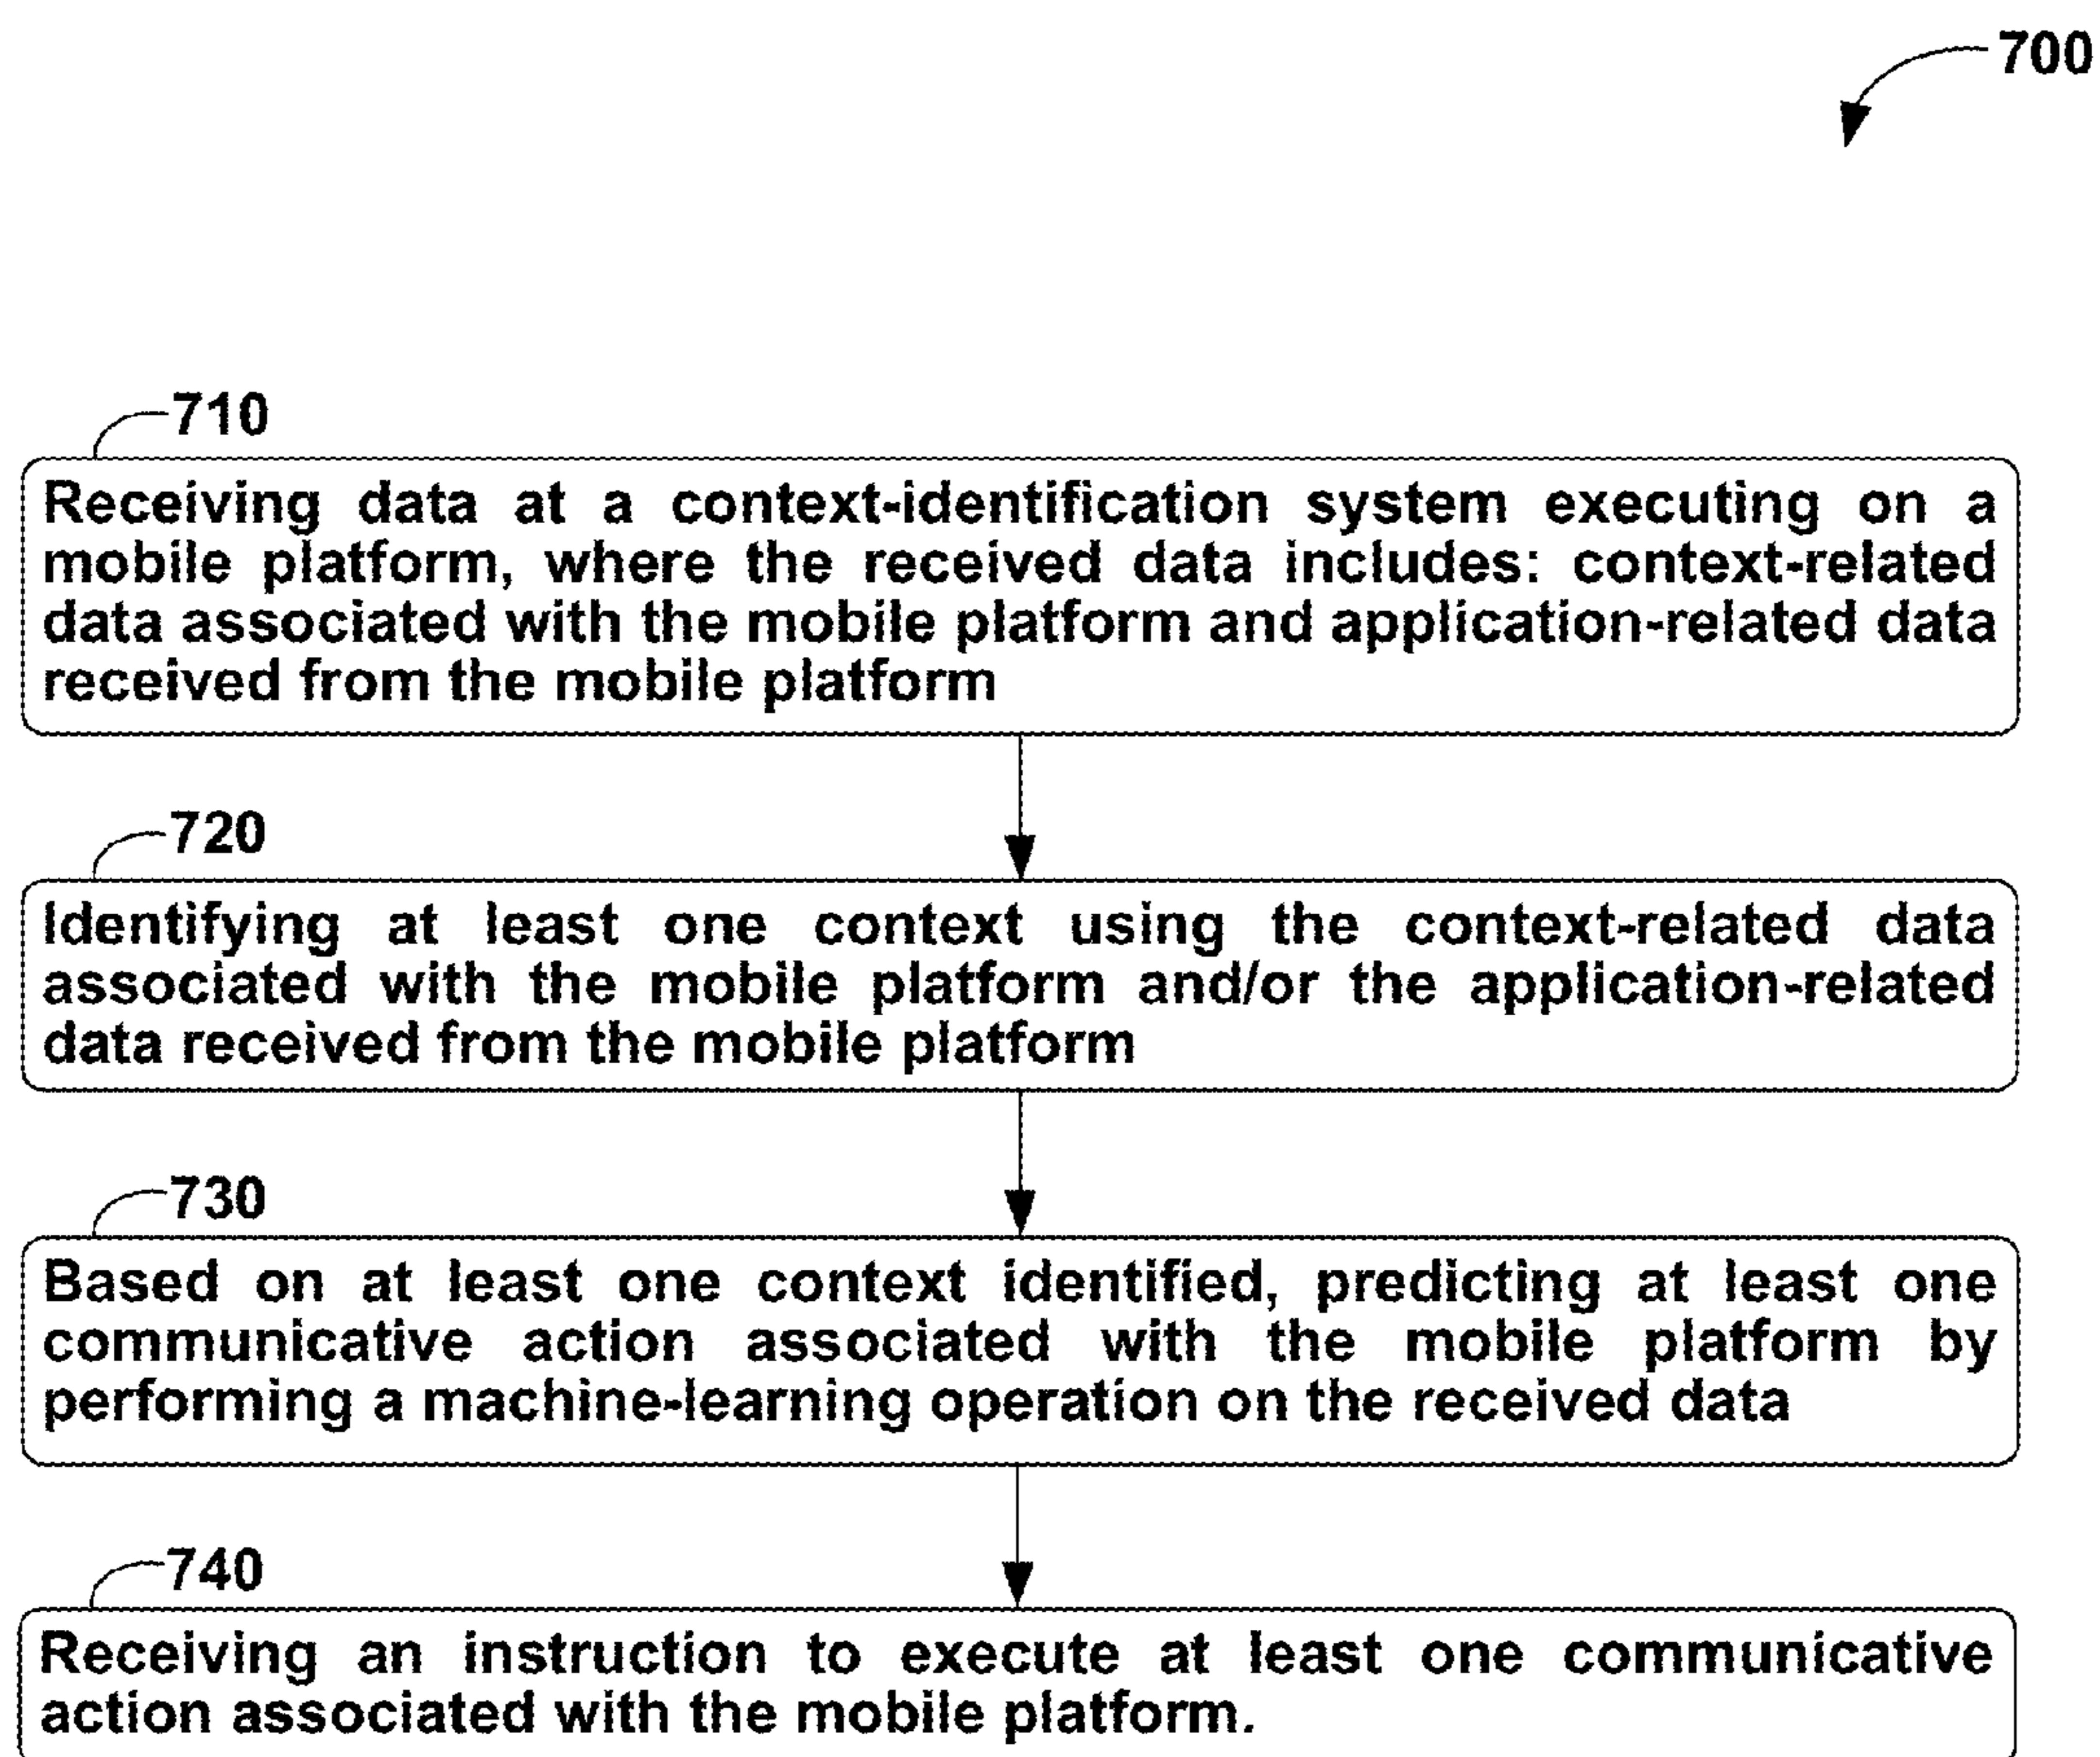 700
710
Receiving data at a context-identification system executing on a
mobile platform, where the received data includes: context-related
data associated with the mobile platform and application-related data
received from the mobile platform
720
Identifying at least one context using the context-related data
associated with the mobile platform and/or the application-related
data received from the mobile platform
730
Based on at least one context identified, predicting at least one
communicative action associated with the mobile platform by
performing a machine-learning operation on the received data
740
Receiving an instruction to execute at least one communicative
action associated with the mobile platform.